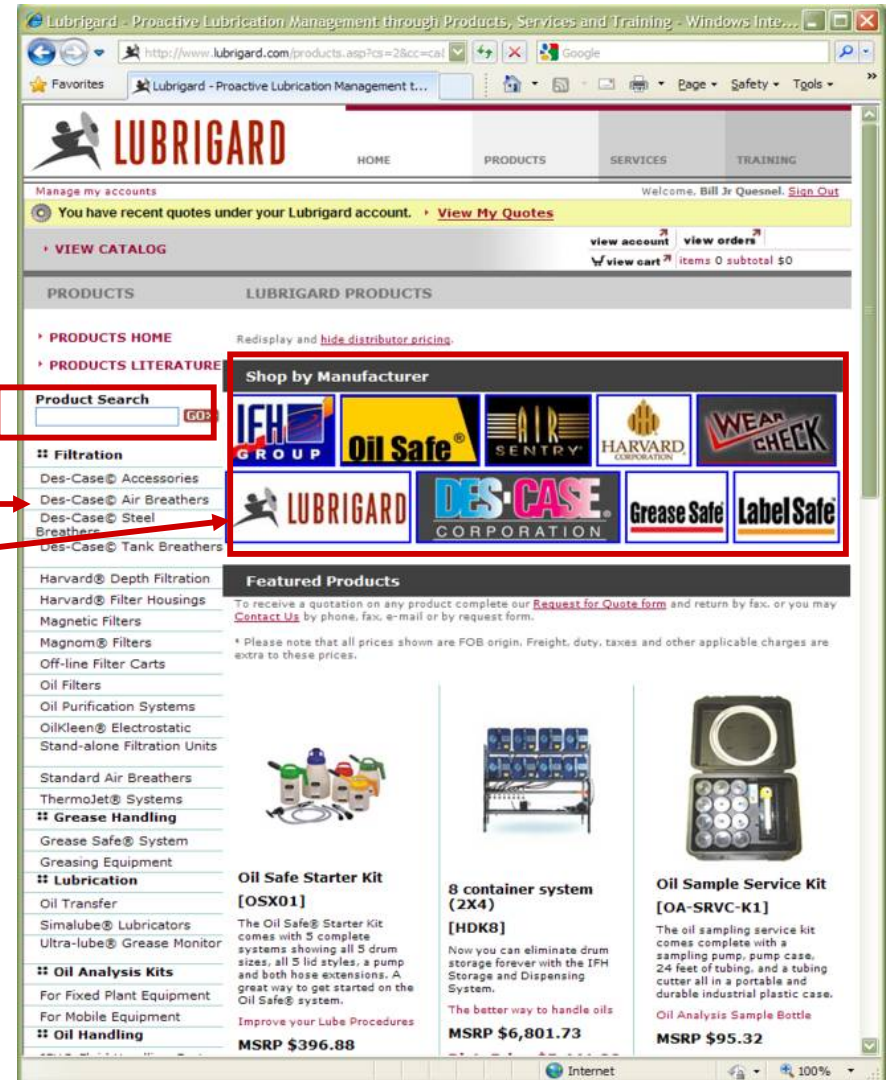 Lubrigard - Proactive Lubrication Management through Products, Services and Training - Windows Inte...
http://www.lubrigard.com/products.asp?cs=2&cc=cal
Google
Favorites
Lubrigard - Proactive Lubrication Management t...
Page
Safety
Tools
»
LUBRIGARD
HOME
PRODUCTS
SERVICES
TRAINING
Manage my accounts
Welcome, Bill Jr Quesnel. Sign Out
You have recent quotes under your Lubrigard account. View My Quotes
VIEW CATALOG
view account
view orders
view cart
items 0 subtotal $0
PRODUCTS
LUBRIGARD PRODUCTS
PRODUCTS HOME
PRODUCTS LITERATURE
Product Search
GO>
Filtration
Des-Case© Accessories
Des-Case© Air Breathers
Des-Case© Steel
Breathers
Des-Case© Tank Breathers
Harvard® Depth Filtration
Harvard® Filter Housings
Magnetic Filters
Magnom® Filters
Off-line Filter Carts
Oil Filters
Oil Purification Systems
OilKleen® Electrostatic
Stand-alone Filtration Units
Standard Air Breathers
ThermoJet® Systems
Grease Handling
Grease Safe® System
Greasing Equipment
Lubrication
Oil Transfer
Simalube® Lubricators
Ultra-lube® Grease Monitor
Oil Analysis Kits
For Fixed Plant Equipment
For Mobile Equipment
Oil Handling
Redisplay and hide distributor pricing.
Shop by Manufacturer
IFH
GROUP
Oil Safe®
AIR
SENTRY
HARVARD
CORPORATION
WEAR
CHECK
LUBRIGARD
DES-CASE
CORPORATION
Grease Safe
Label Safe
Featured Products
To receive a quotation on any product complete our Request for Quote form and return by fax. or you may
Contact Us by phone, fax, e-mail or by request form.
* Please note that all prices shown are FOB origin. Freight, duty, taxes and other applicable charges are
extra to these prices.
Oil Safe Starter Kit
[OSX01]
The Oil Safe® Starter Kit
comes with 5 complete
systems showing all 5 drum
sizes, all 5 lid styles, a pump
and both hose extensions. A
great way to get started on the
Oil Safe® system.
Improve your Lube Procedures
MSRP $396.88
8 container system
(2X4)
[HDK8]
Now you can eliminate drum
storage forever with the IFH
Storage and Dispensing
System.
The better way to handle oils
MSRP $6,801.73
Oil Sample Service Kit
[OA-SRVC-K1]
The oil sampling service kit
comes complete with a
sampling pump, pump case,
24 feet of tubing, and a tubing
cutter all in a portable and
durable industrial plastic case.
Oil Analysis Sample Bottle
MSRP $95.32
Internet
100%